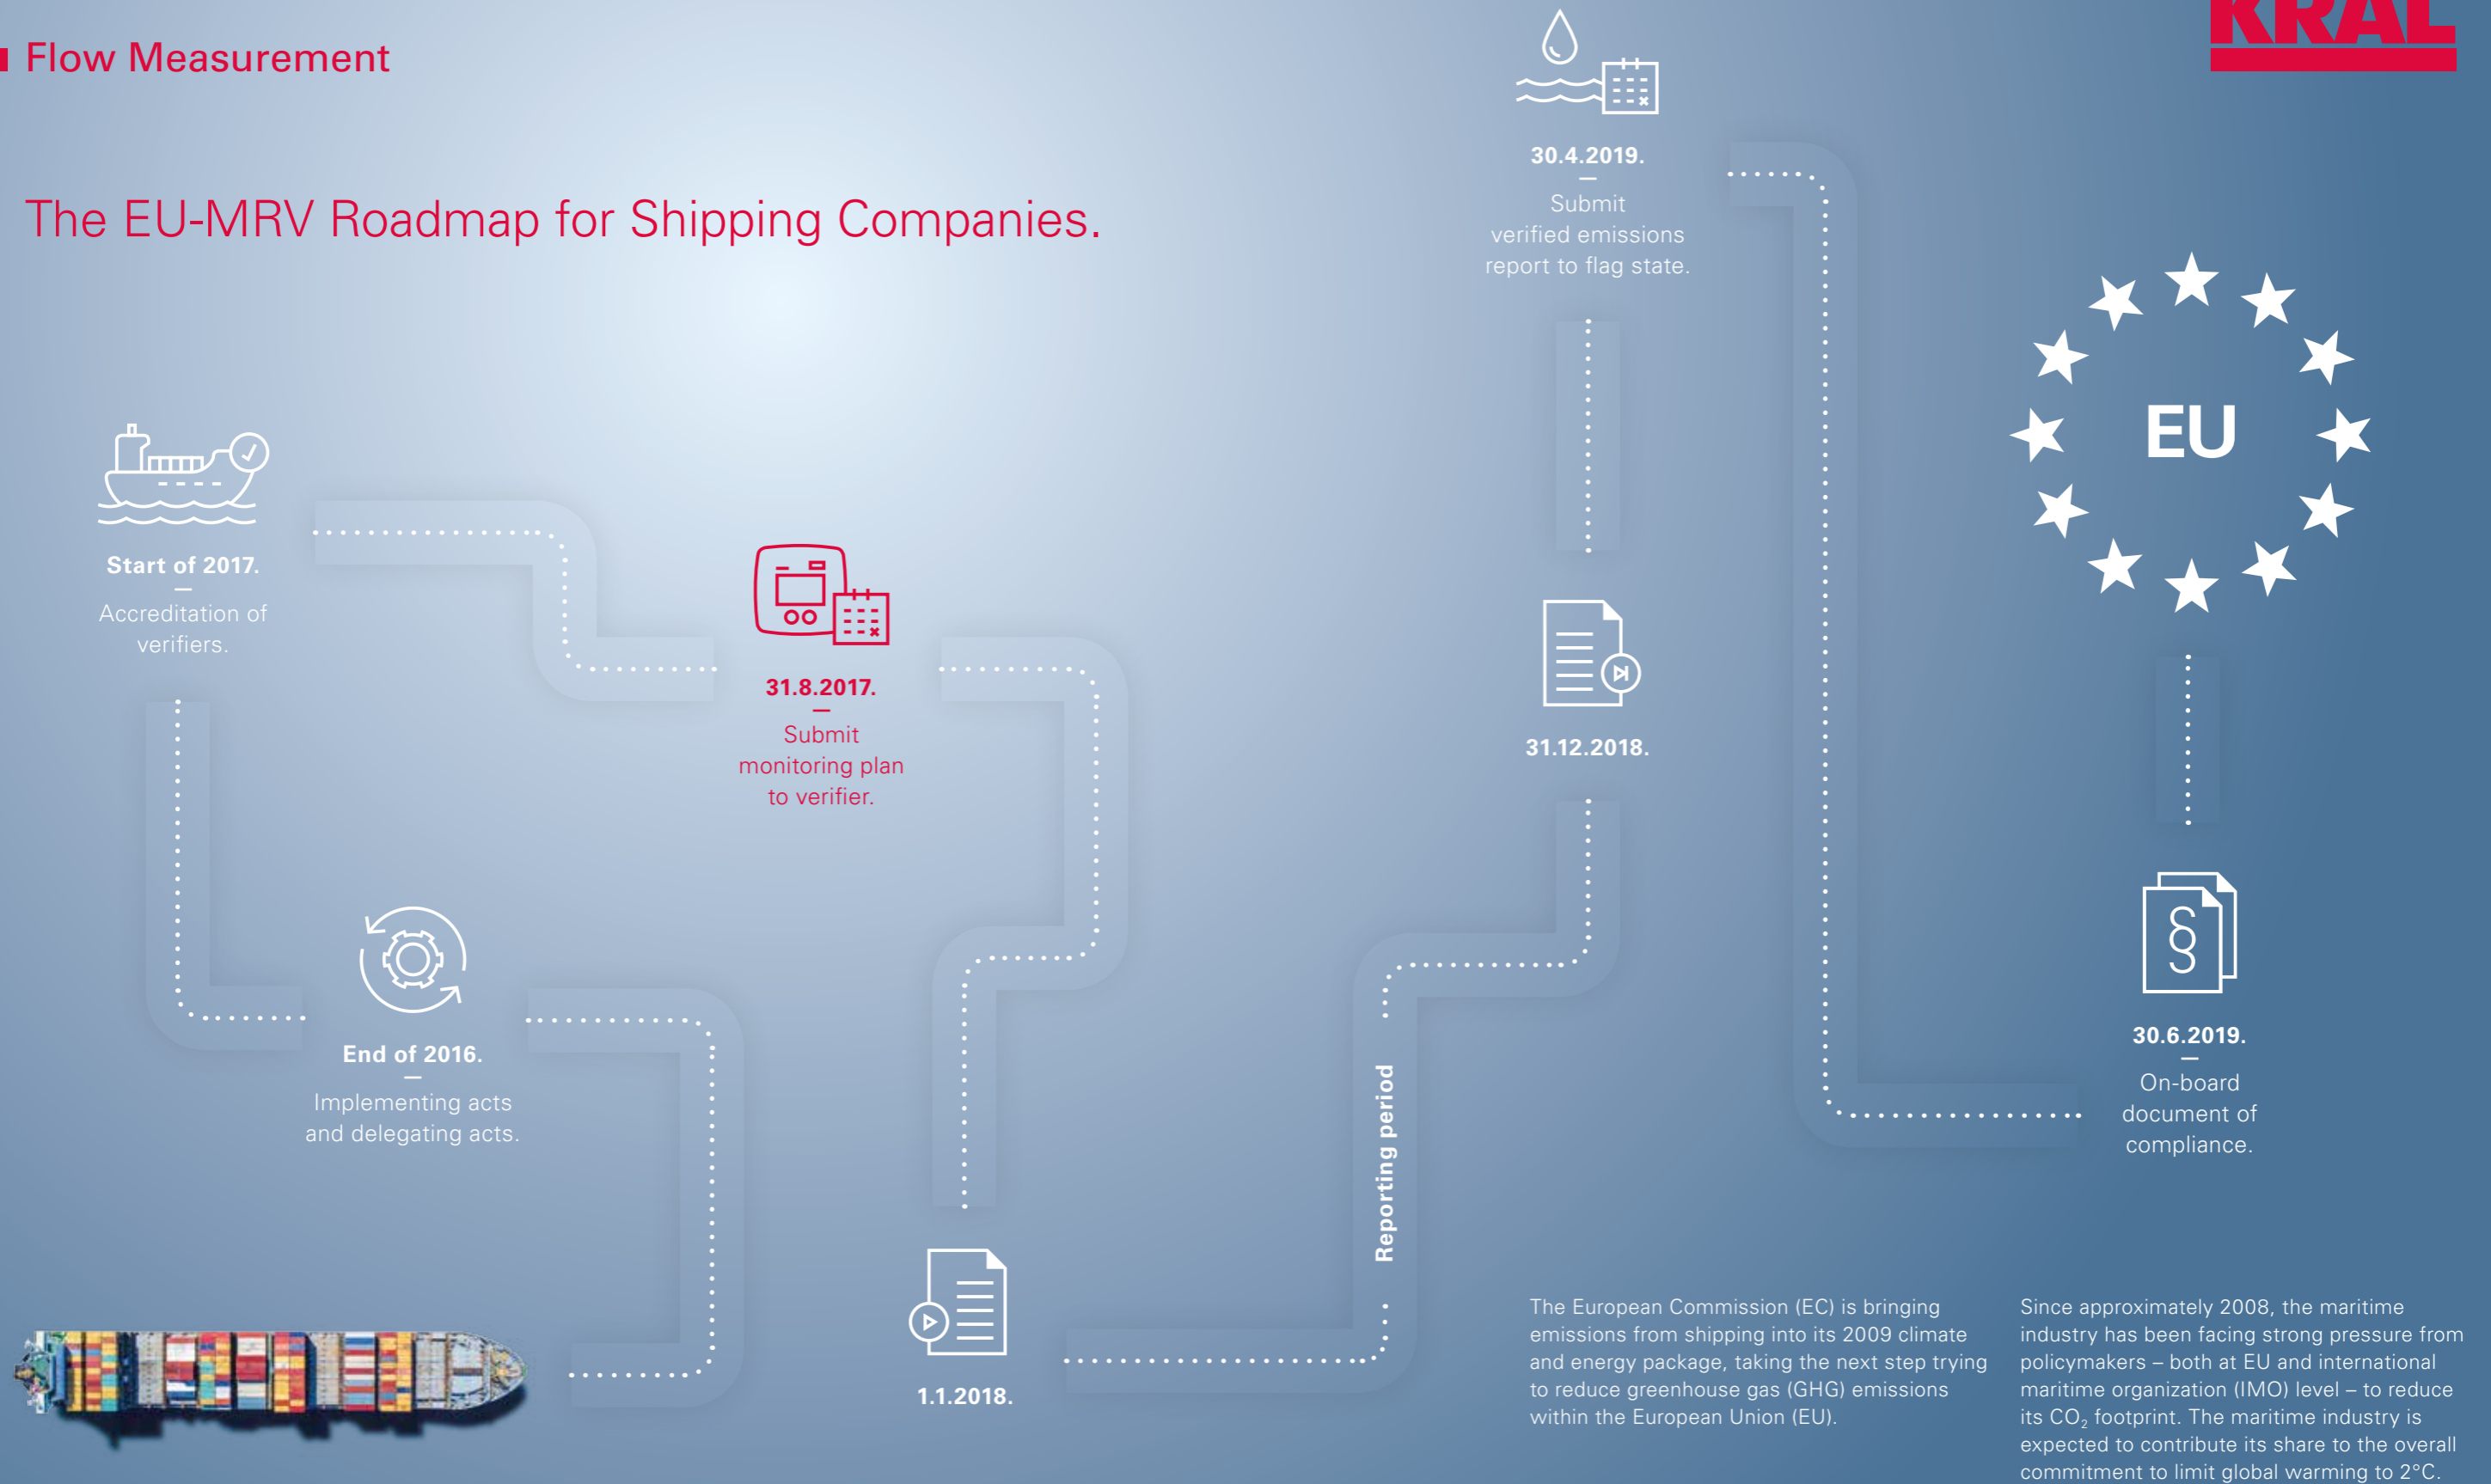 Flow Measurement
KRAL
The EU-MRV Roadmap for Shipping Companies.
30.4.2019.
Submit
verified emissions
report to flag state.
EU
Start of 2017.
Accreditation of
verifiers.
31.8.2017.
Submit
monitoring plan
to verifier.
31.12.2018.
End of 2016.
Implementing acts
and delegating acts.
§
30.6.2019.
On-board
document of
compliance.
Reporting period
1.1.2018.
The European Commission (EC) is bringing
emissions from shipping into its 2009 climate
and energy package, taking the next step trying
to reduce greenhouse gas (GHG) emissions
within the European Union (EU).
Since approximately 2008, the maritime
industry has been facing strong pressure from
policymakers – both at EU and international
maritime organization (IMO) level – to reduce
its CO₂ footprint. The maritime industry is
expected to contribute its share to the overall
commitment to limit global warming to 2°C.